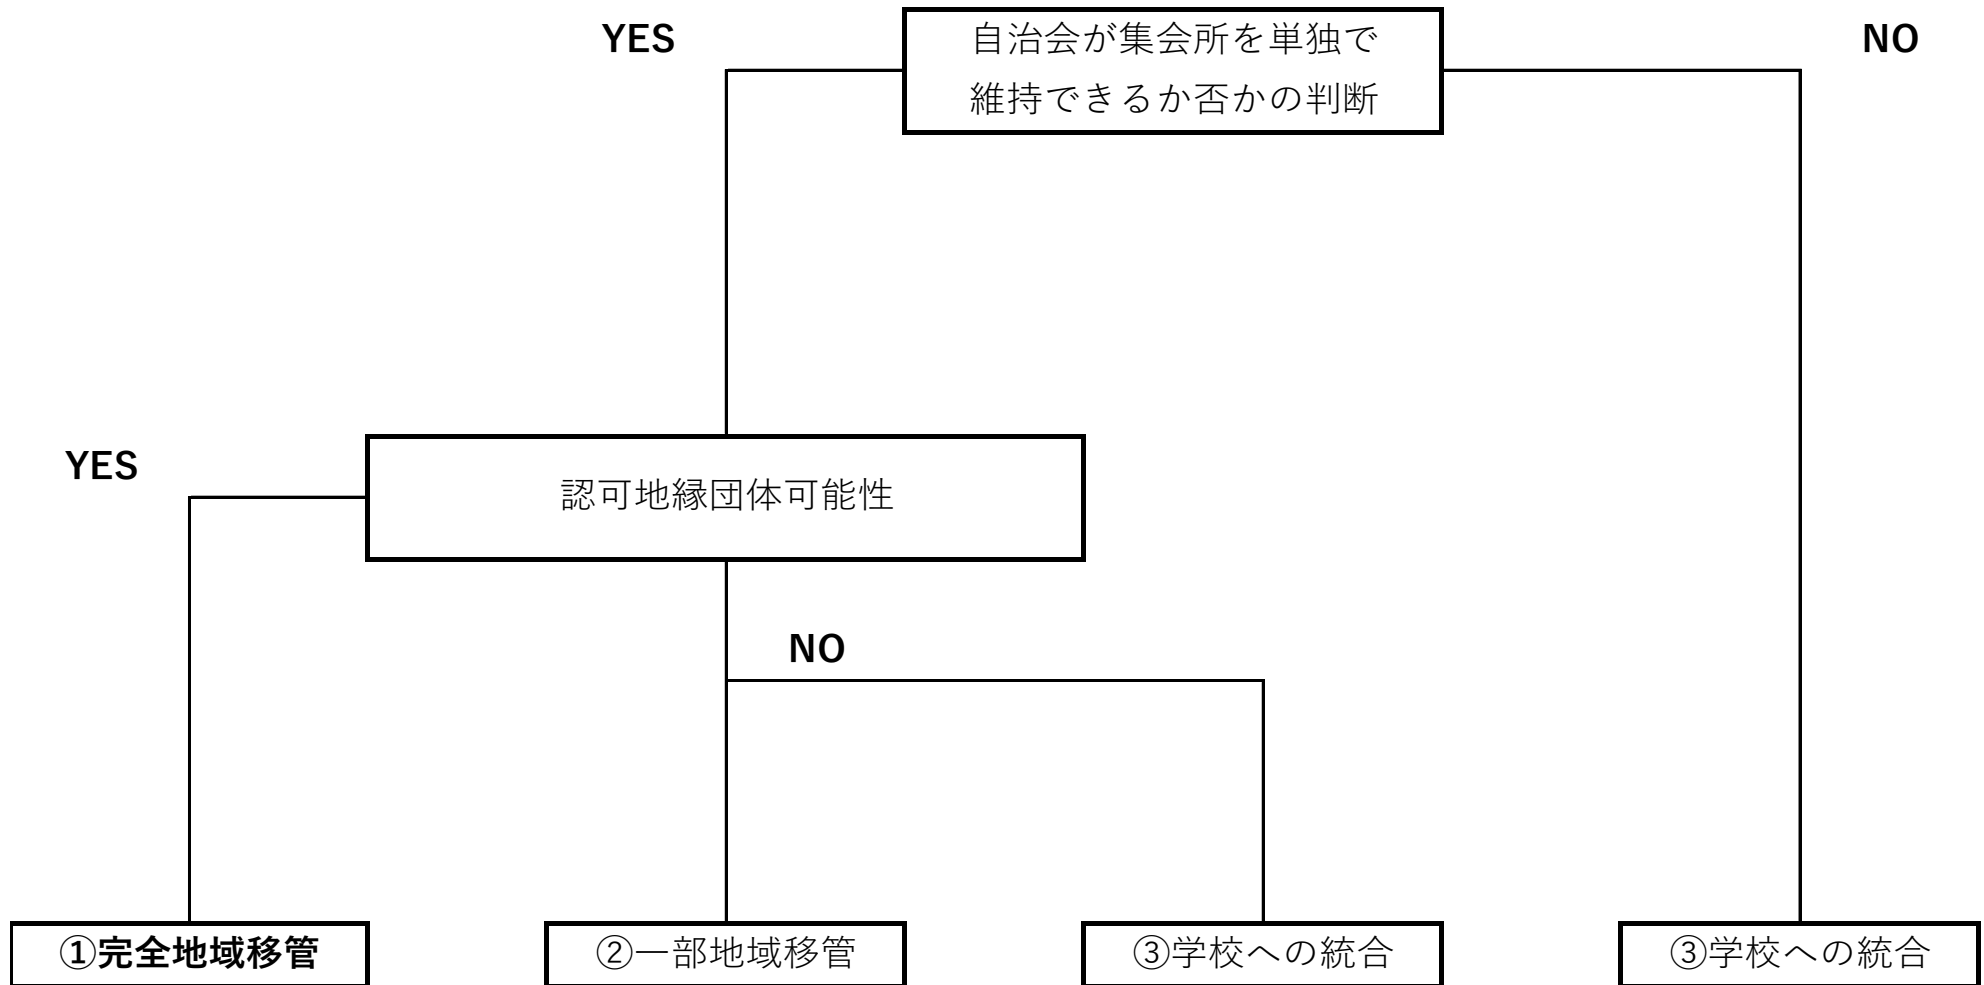 YES
自治会が集会所を単独で
維持できるか否かの判断
NO
YES
認可地縁団体可能性
NO
①完全地域移管
②一部地域移管
③学校への統合
③学校への統合